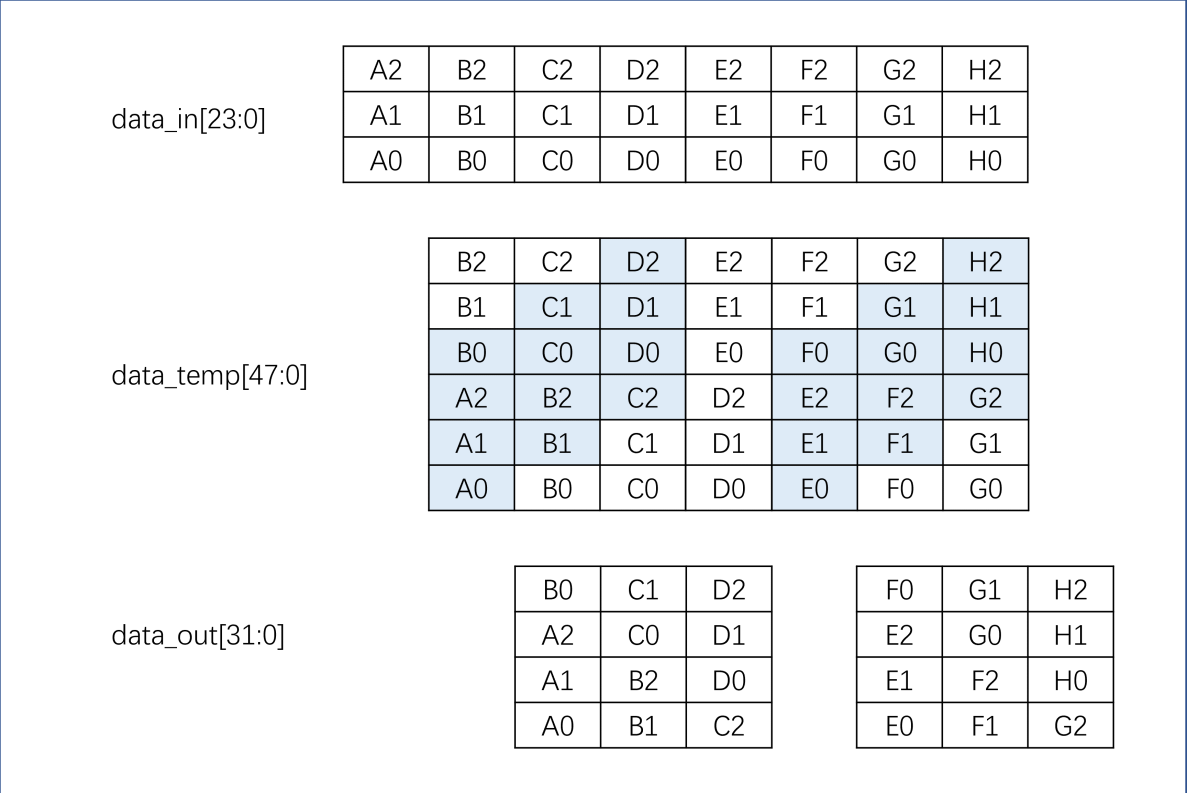 A2 B2 C2 D2 E2 F2 G2 H2
data_in[23:0] A1 B1 C1 D1 E1 F1 G1 H1
A0 B0 C0 D0 E0 F0 G0 H0
B2 C2 D2 E2 F2 G2 H2
B1 C1 D1 E1 F1 G1 H1
B0 C0 D0 E0 F0 G0 H0
data_temp[47:0] A2 B2 C2 D2 E2 F2 G2
A1 B1 C1 D1 E1 F1 G1
A0 B0 C0 D0 E0 F0 G0
B0 C1 D2 F0 G1 H2
data_out[31:0] A2 C0 D1 E2 G0 H1
A1 B2 D0 E1 F2 H0
A0 B1 C2 E0 F1 G2